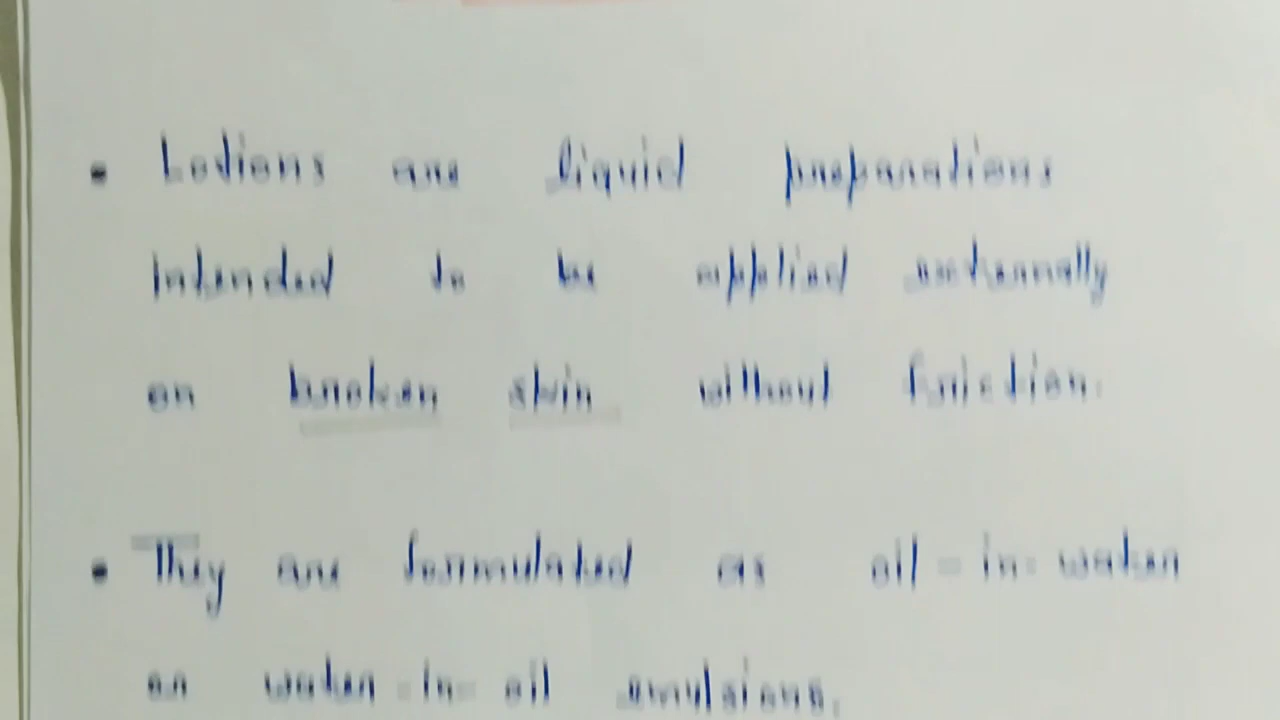 • Lotions are liquid preparations
intended to be applied externally
on broken skin without friction.
• They are formulated as oil-in-water
or water-in-oil emulsions.